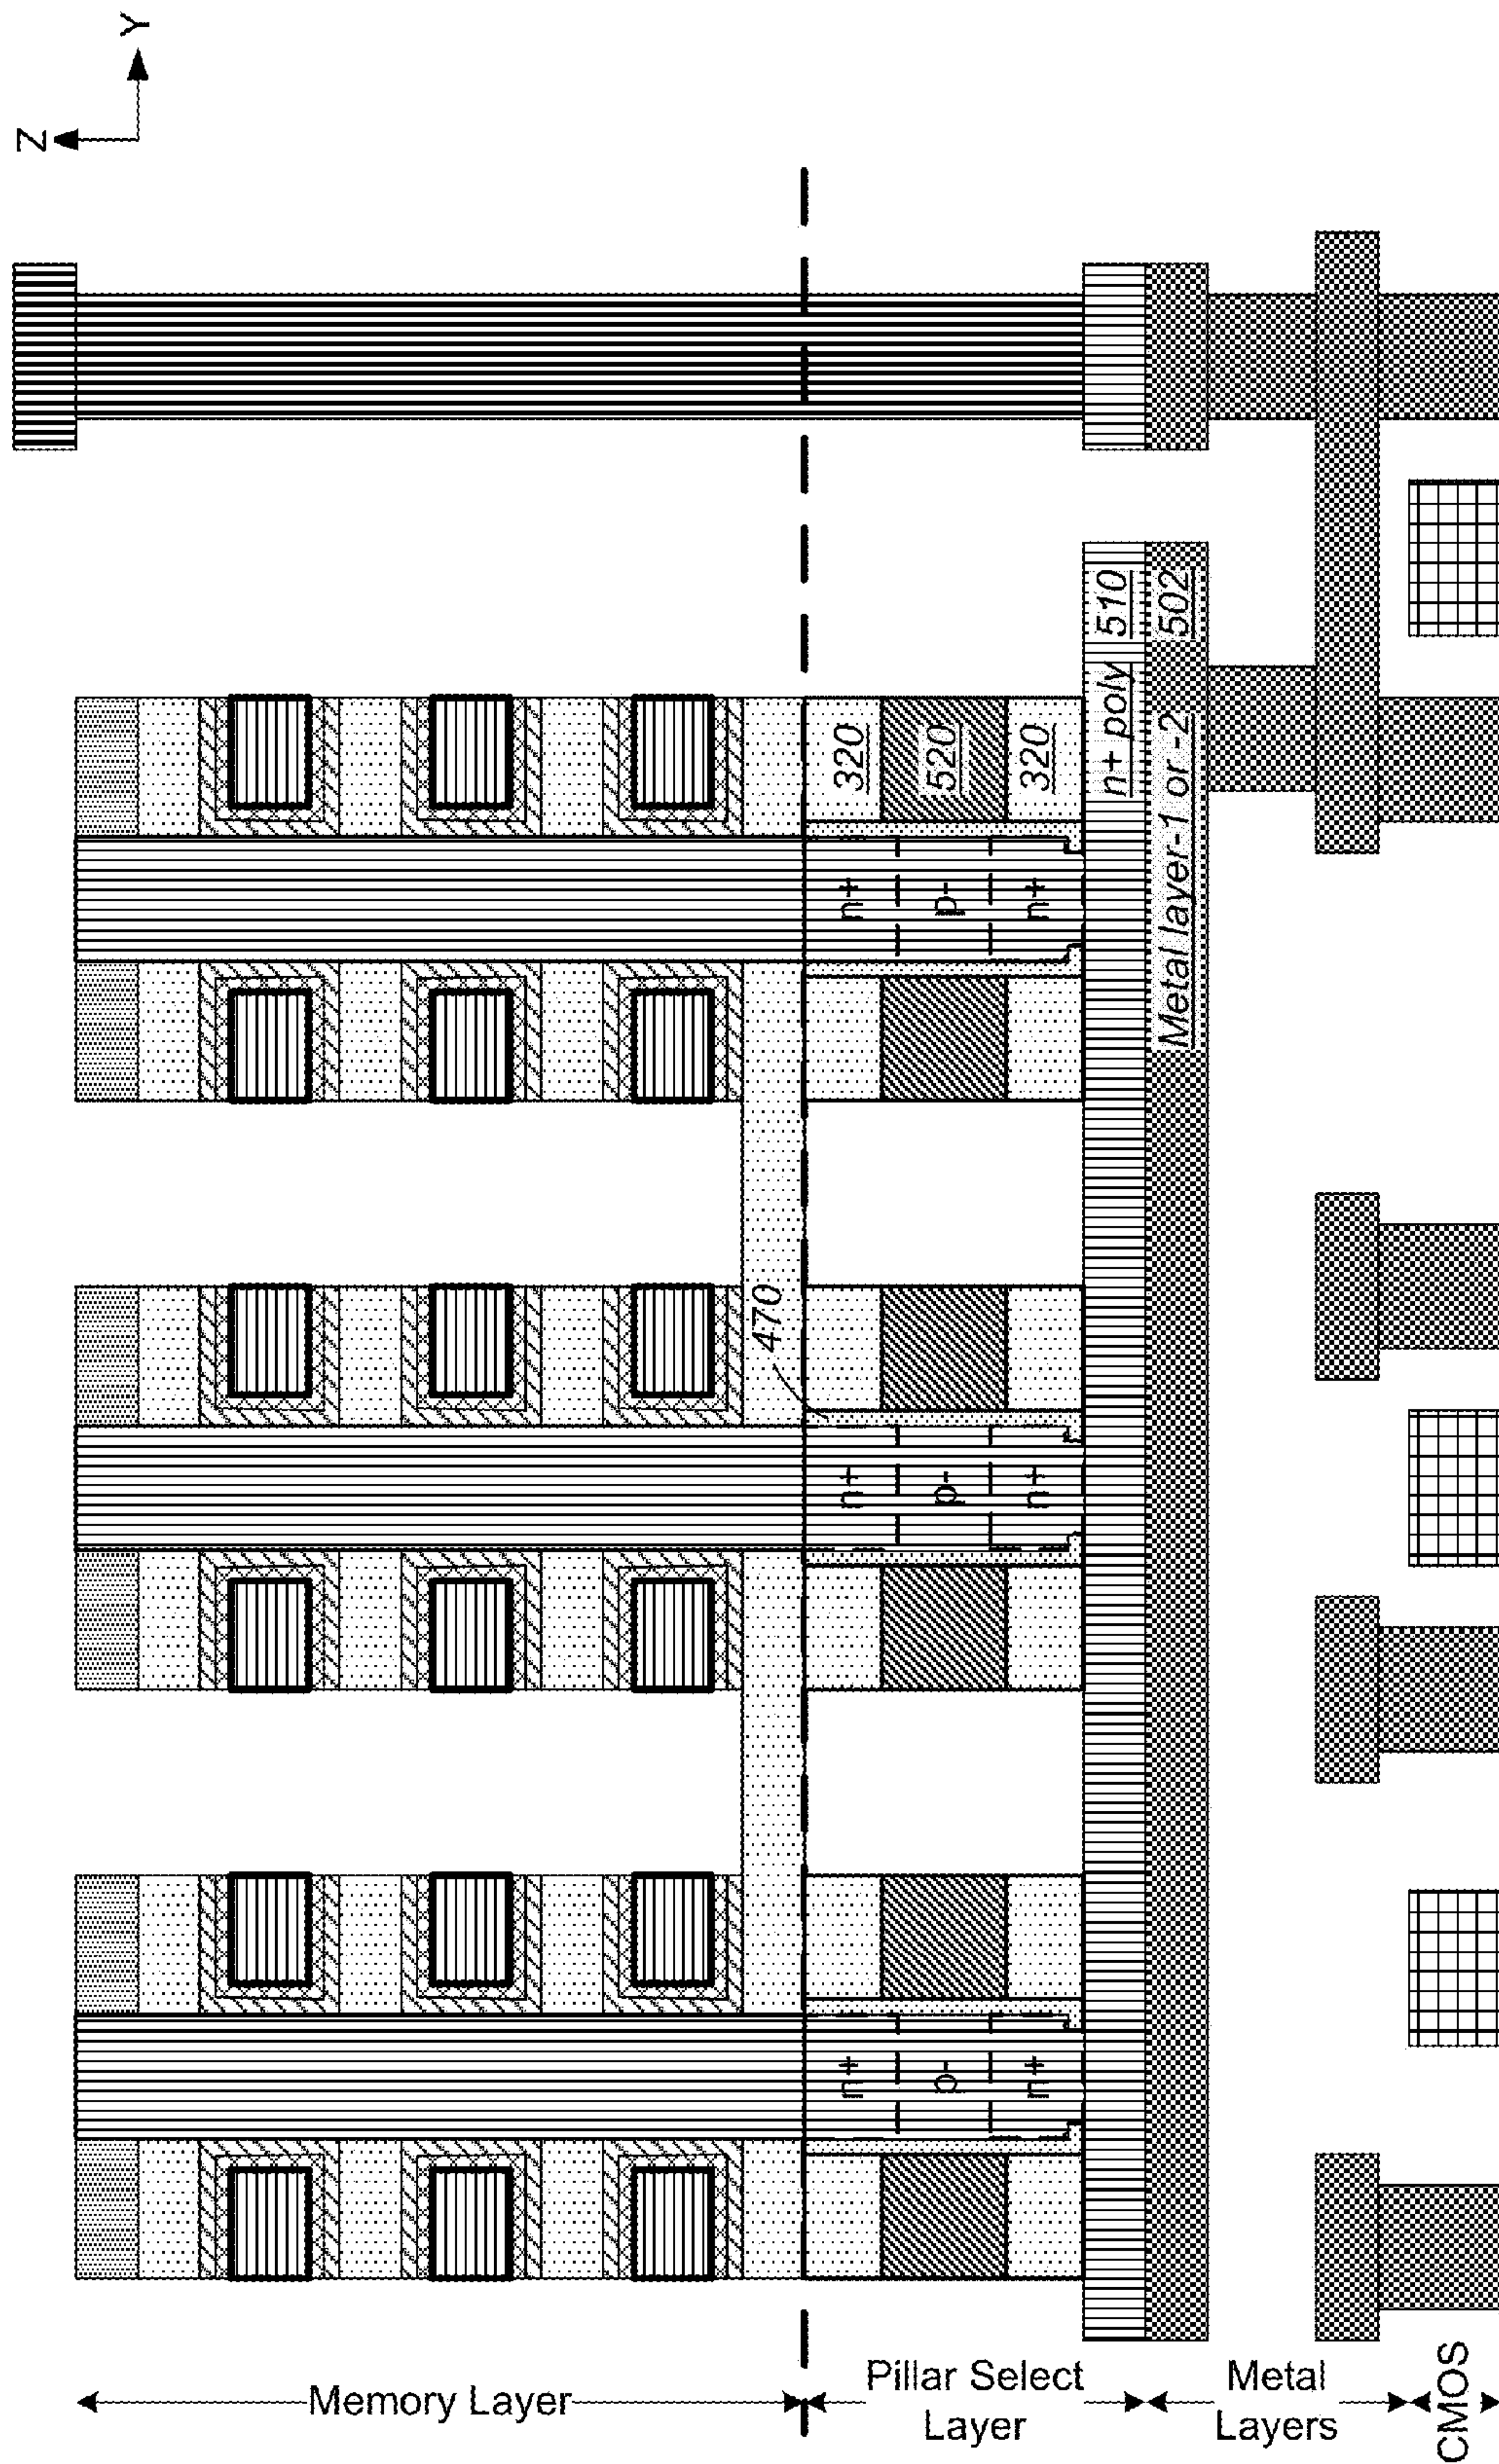 Z
Y
320
520
320
n+ poly 510
Metal layer-1 or -2 502
n+
p-
n+
470
n+
p-
n+
n+
p-
n+
Memory Layer
Pillar Select
Layer
Metal
Layers
CMOS